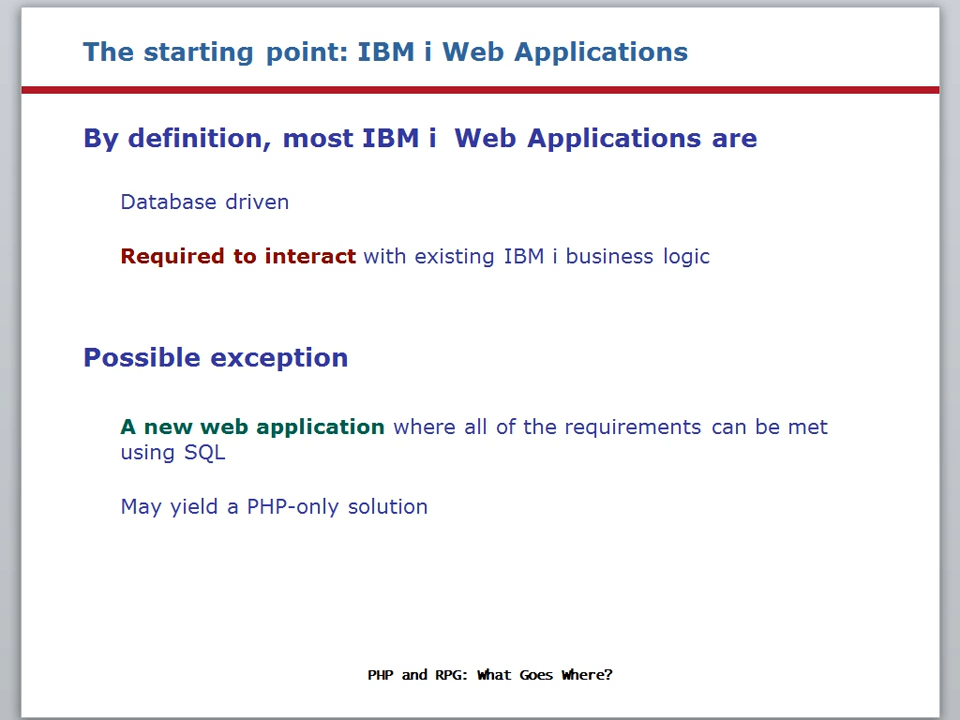 The starting point: IBM i Web Applications
By definition, most IBM i  Web Applications are
Database driven
Required to interact with existing IBM i business logic
Possible exception
A new web application where all of the requirements can be met
using SQL
May yield a PHP-only solution
PHP and RPG: What Goes Where?